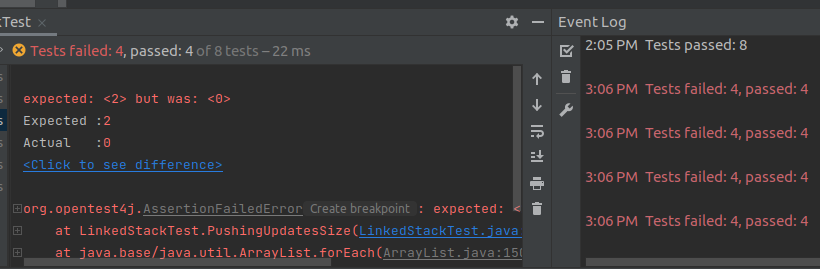 Test ×
Tests failed: 4, passed: 4 of 8 tests – 22 ms
expected: <2> but was: <0>
Expected :2
Actual :0
<Click to see difference>
org.opentest4j.AssertionFailedError Create breakpoint : expected: <
at LinkedStackTest.PushingUpdatesSize(LinkedStackTest.java
at java.base/java.util.ArrayList.forEach(ArrayList.java:150
Event Log
2:05 PM Tests passed: 8
3:06 PM Tests failed: 4, passed: 4
3:06 PM Tests failed: 4, passed: 4
3:06 PM Tests failed: 4, passed: 4
3:06 PM Tests failed: 4, passed: 4